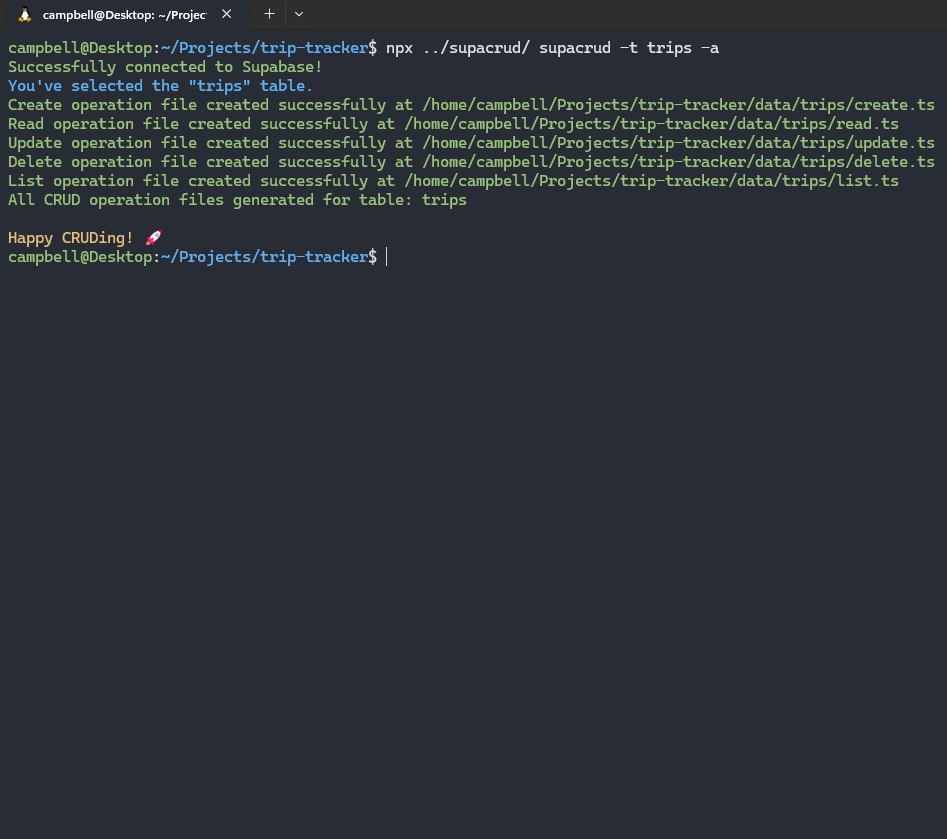 campbell@Desktop: ~/Projec
campbell@Desktop:~/Projects/trip-tracker$ npx ../supacrud/ supacrud -t trips -a
Successfully connected to Supabase!
You've selected the "trips" table.
Create operation file created successfully at /home/campbell/Projects/trip-tracker/data/trips/create.ts
Read operation file created successfully at /home/campbell/Projects/trip-tracker/data/trips/read.ts
Update operation file created successfully at /home/campbell/Projects/trip-tracker/data/trips/update.ts
Delete operation file created successfully at /home/campbell/Projects/trip-tracker/data/trips/delete.ts
List operation file created successfully at /home/campbell/Projects/trip-tracker/data/trips/list.ts
All CRUD operation files generated for table: trips
Happy CRUDing! 🚀
campbell@Desktop:~/Projects/trip-tracker$